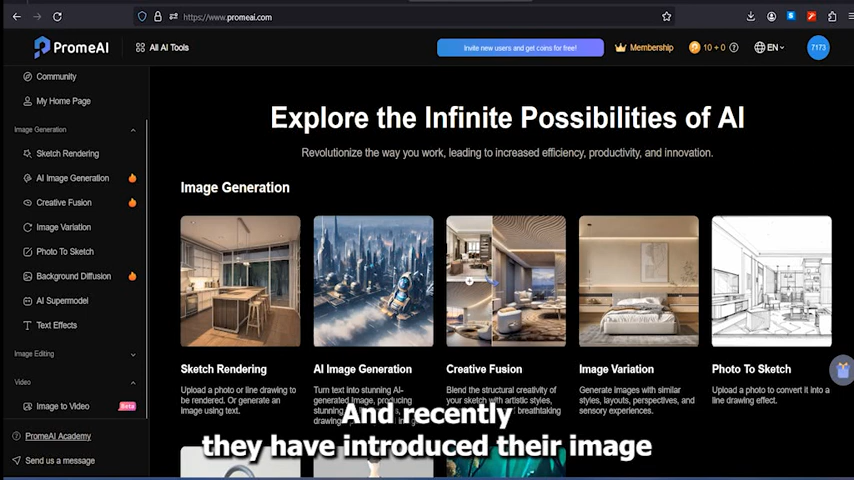 https://www.promeai.com
PromeAI
All AI Tools
Invite new users and get coins for free!
Membership
10 + 0
EN
7173
Community
My Home Page
Image Generation
Sketch Rendering
AI Image Generation
Creative Fusion
Image Variation
Photo To Sketch
Background Diffusion
AI Supermodel
Text Effects
Image Editing
Video
Image to Video
Beta
PromeAI Academy
Send us a message
Explore the Infinite Possibilities of AI
Revolutionize the way you work, leading to increased efficiency, productivity, and innovation.
Image Generation
Sketch Rendering
Upload a photo or line drawing to
be rendered. Or generate an
image using text.
AI Image Generation
Turn text into stunning AI-
generated image, producing
stunning
Creative Fusion
Blend the structural creativity of
your sketch with artistic styles,
breathtaking
Image Variation
Generate images with similar
styles, layouts, perspectives, and
sensory experiences.
Photo To Sketch
Upload a photo to convert it into a
line drawing effect.
And recently
they have introduced their image